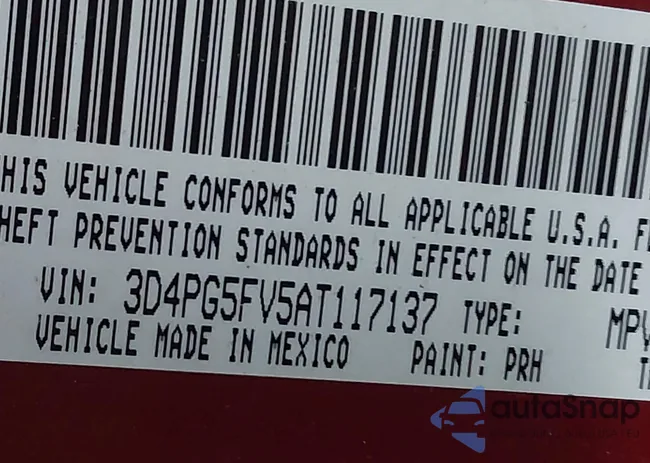 HIS VEHICLE CONFORMS TO ALL APPLICABLE U.S.A. F
HEFT PREVENTION STANDARDS IN EFFECT ON THE DATE
VIN: 3D4PG5FV5AT117137 TYPE: MPV
VEHICLE MADE IN MEXICO PAINT: PRH
autoSnap